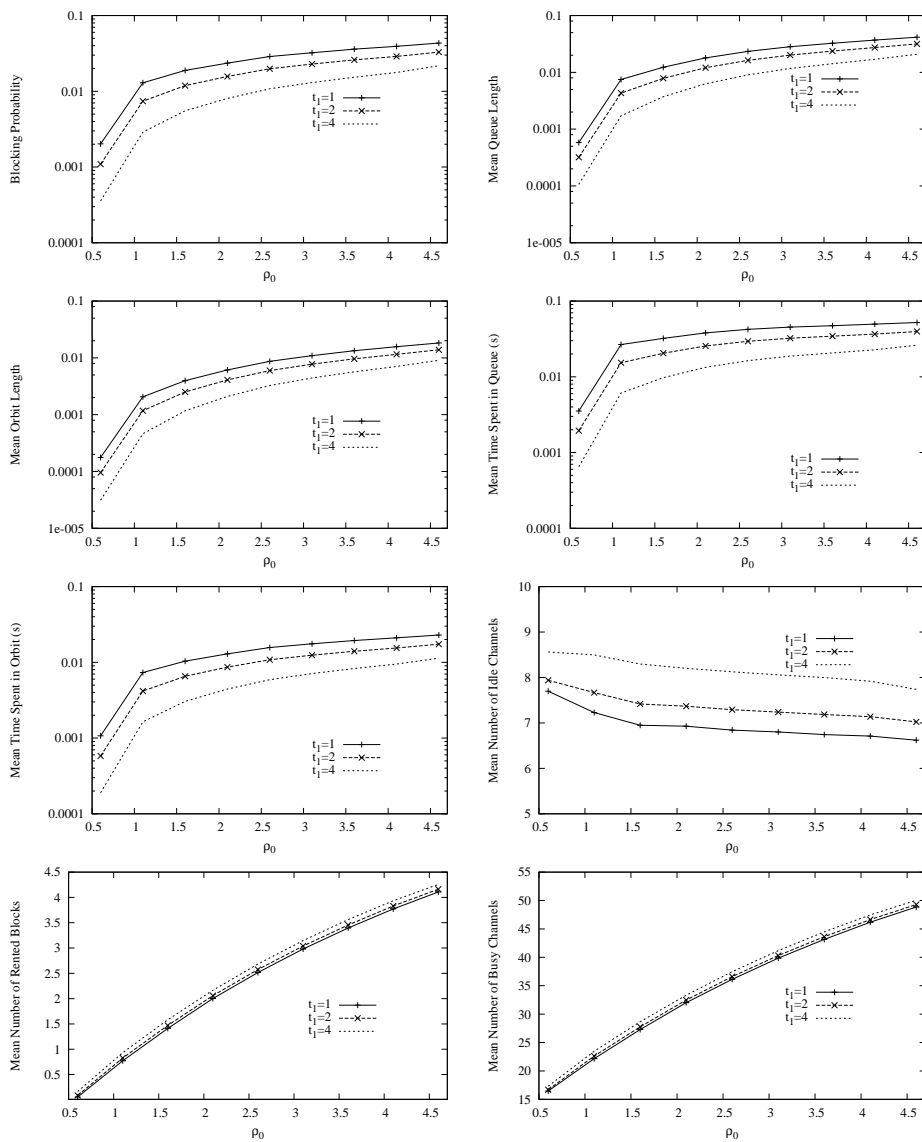 0.1
0.01
0.001
0.0001
0.5 1 1.5 2 2.5 3 3.5 4 4.5
Blocking Probability
ρ0
t1=1
t1=2
t1=4
0.1
0.01
0.001
0.0001
1e-005
0.5 1 1.5 2 2.5 3 3.5 4 4.5
Mean Queue Length
ρ0
t1=1
t1=2
t1=4
0.1
0.01
0.001
0.0001
1e-005
0.5 1 1.5 2 2.5 3 3.5 4 4.5
Mean Orbit Length
ρ0
t1=1
t1=2
t1=4
0.1
0.01
0.001
0.0001
0.5 1 1.5 2 2.5 3 3.5 4 4.5
Mean Time Spent in Queue (s)
ρ0
t1=1
t1=2
t1=4
0.1
0.01
0.001
0.0001
0.5 1 1.5 2 2.5 3 3.5 4 4.5
Mean Time Spent in Orbit (s)
ρ0
t1=1
t1=2
t1=4
10
9
8
7
6
5
0.5 1 1.5 2 2.5 3 3.5 4 4.5
Mean Number of Idle Channels
ρ0
t1=1
t1=2
t1=4
4.5
4
3.5
3
2.5
2
1.5
1
0.5
0.5 1 1.5 2 2.5 3 3.5 4 4.5
Mean Number of Rented Blocks
ρ0
t1=1
t1=2
t1=4
55
50
45
40
35
30
25
20
15
0.5 1 1.5 2 2.5 3 3.5 4 4.5
Mean Number of Busy Channels
ρ0
t1=1
t1=2
t1=4